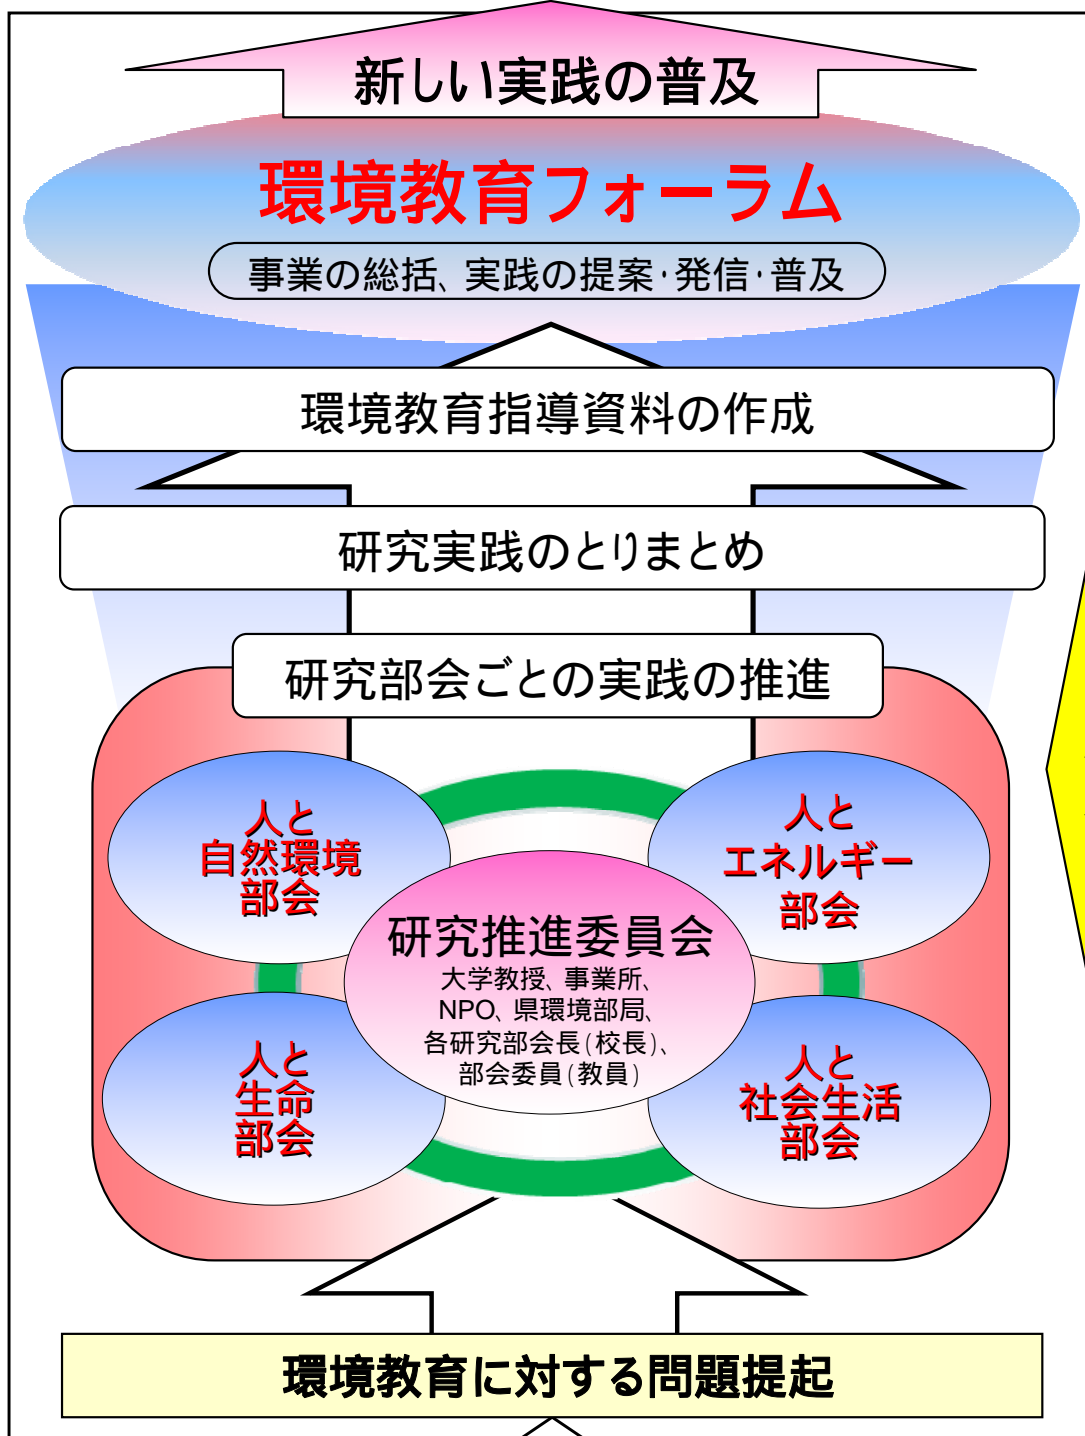 新しい実践の普及
環境教育フォーラム
事業の総括、実践の提案・発信・普及
環境教育指導資料の作成
研究実践のとりまとめ
研究部会ごとの実践の推進
人と
自然環境
部会
人と
エネルギー
部会
研究推進委員会
大学教授、事業所、
NPO、県環境部局、
各研究部会長(校長)、
部会委員(教員)
人と
生命
部会
人と
社会生活
部会
環境教育に対する問題提起